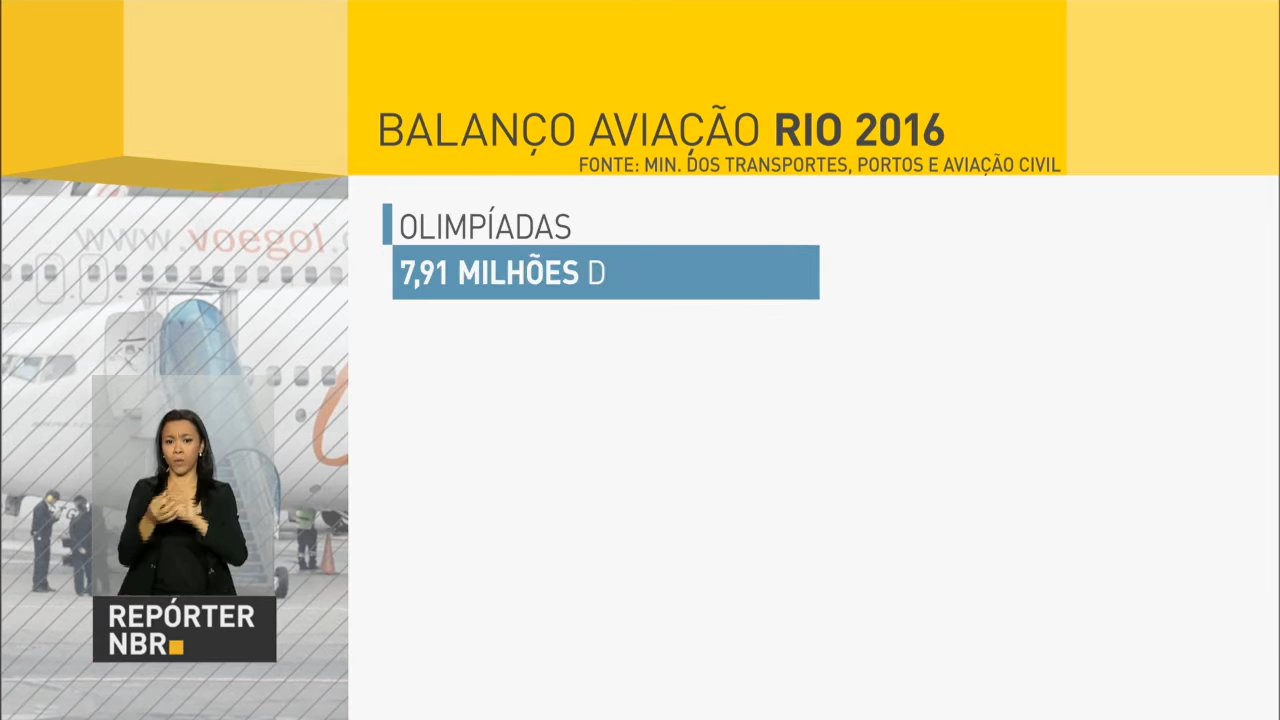 BALANÇO AVIAÇÃO RIO 2016
FONTE: MIN. DOS TRANSPORTES, PORTOS E AVIAÇÃO CIVIL
www.voegol.
OLIMPÍADAS
7,91 MILHÕES D
REPÓRTER
NBR